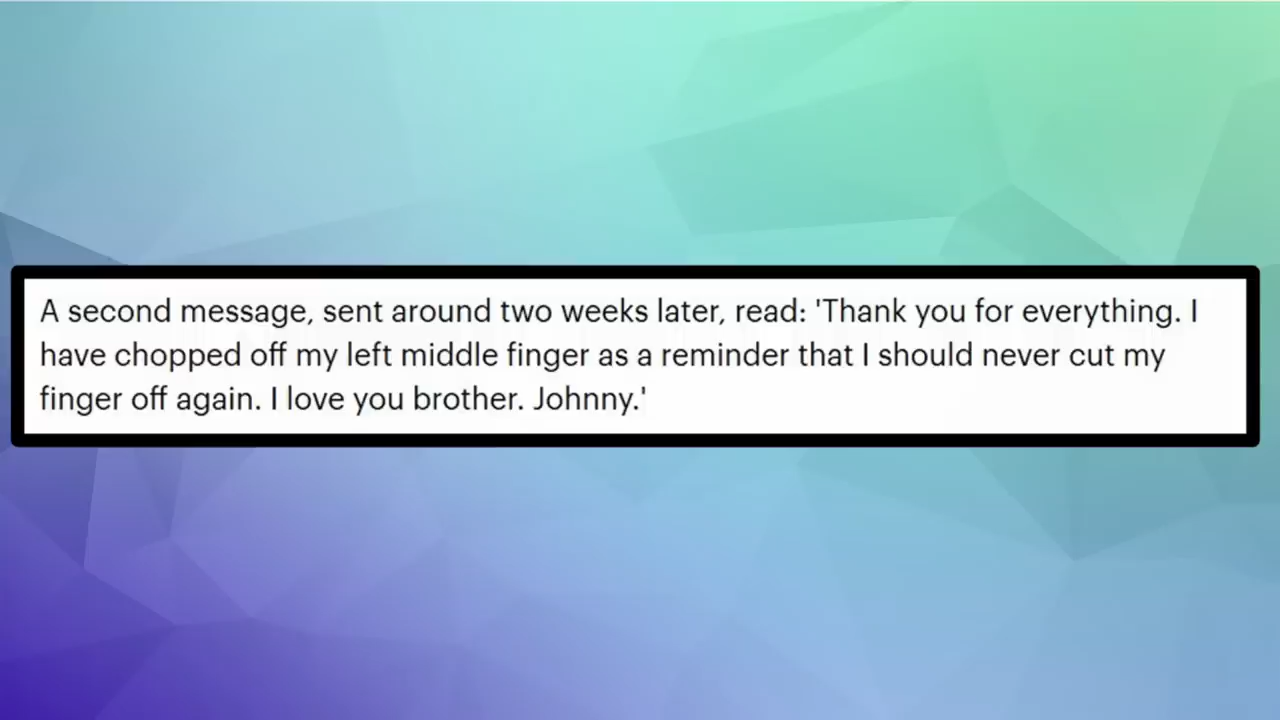 A second message, sent around two weeks later, read: 'Thank you for everything. I
have chopped off my left middle finger as a reminder that I should never cut my
finger off again. I love you brother. Johnny.'